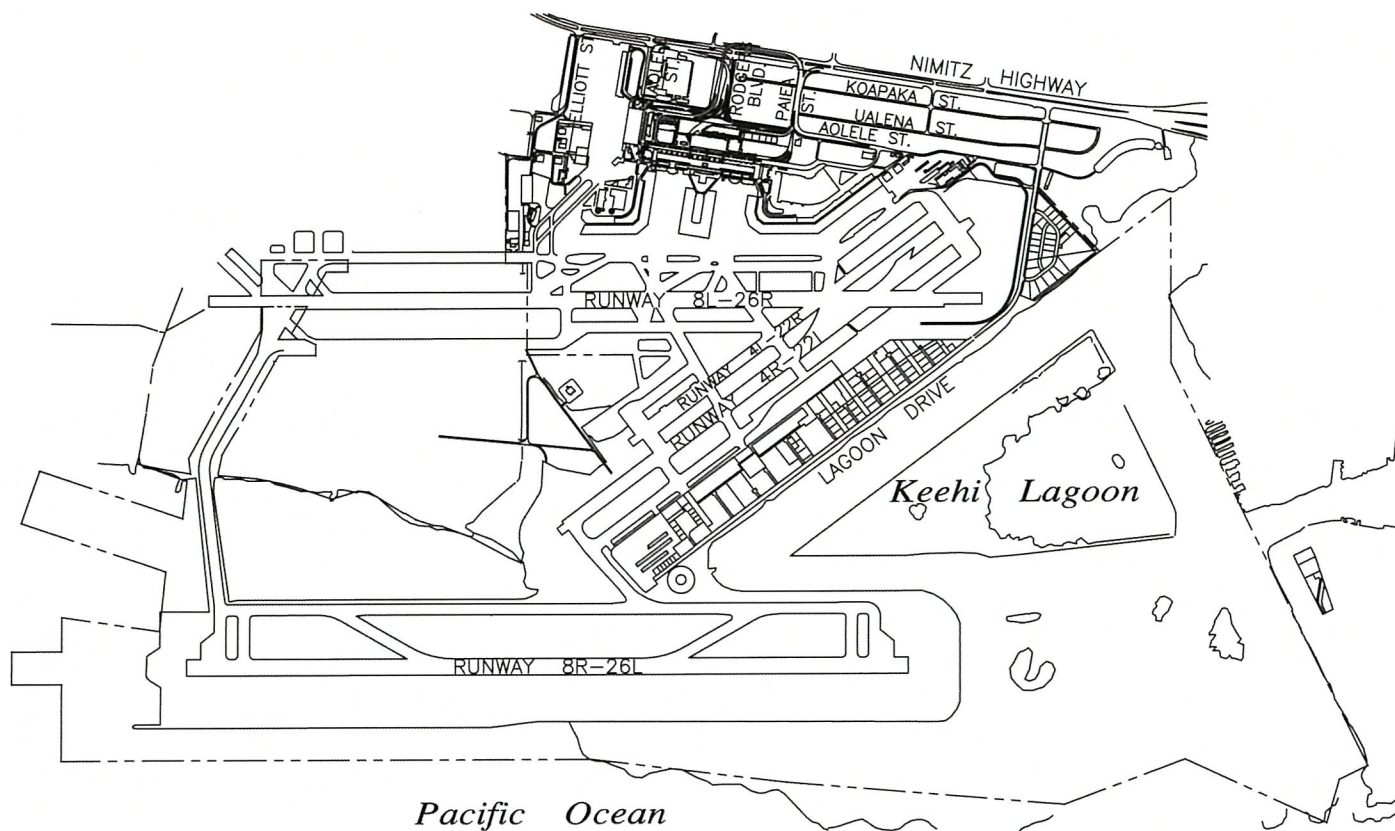 NIMITZ HIGHWAY
ELLIOTT ST.
AOLELE ST.
RODGERS BLVD.
PAIEA ST.
KOAPAKA ST.
UALENA ST.
AOLELE ST.
RUNWAY 8L-26R
RUNWAY 4L-22R
RUNWAY 4R-22L
LAGOON DRIVE
Keehi Lagoon
RUNWAY 8R-26L
Pacific Ocean